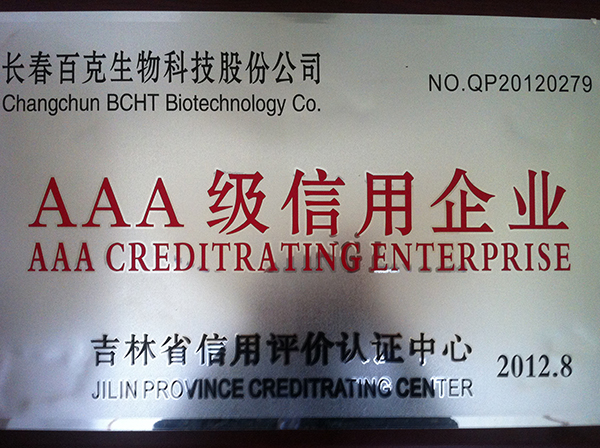 长春百克生物科技股份公司
Changchun BCHT Biotechnology Co.
NO.QP20120279
AAA级信用企业
AAA CREDITRATING ENTERPRISE
吉林省信用评价认证中心
JILIN PROVINCE CREDITRATING CENTER
2012.8